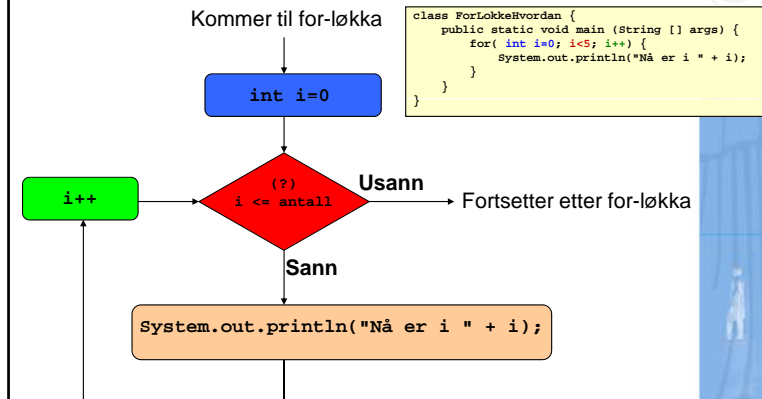 Kommer til for-løkka
class ForLokkeHvordan {
public static void main (String [] args) {
for( int i=0; i<5; i++) {
System.out.println("Nå er i " + i);
}
}
}
int i=0
(?)
i <= antall
Usann
Fortsetter etter for-løkka
i++
Sann
System.out.println("Nå er i " + i);